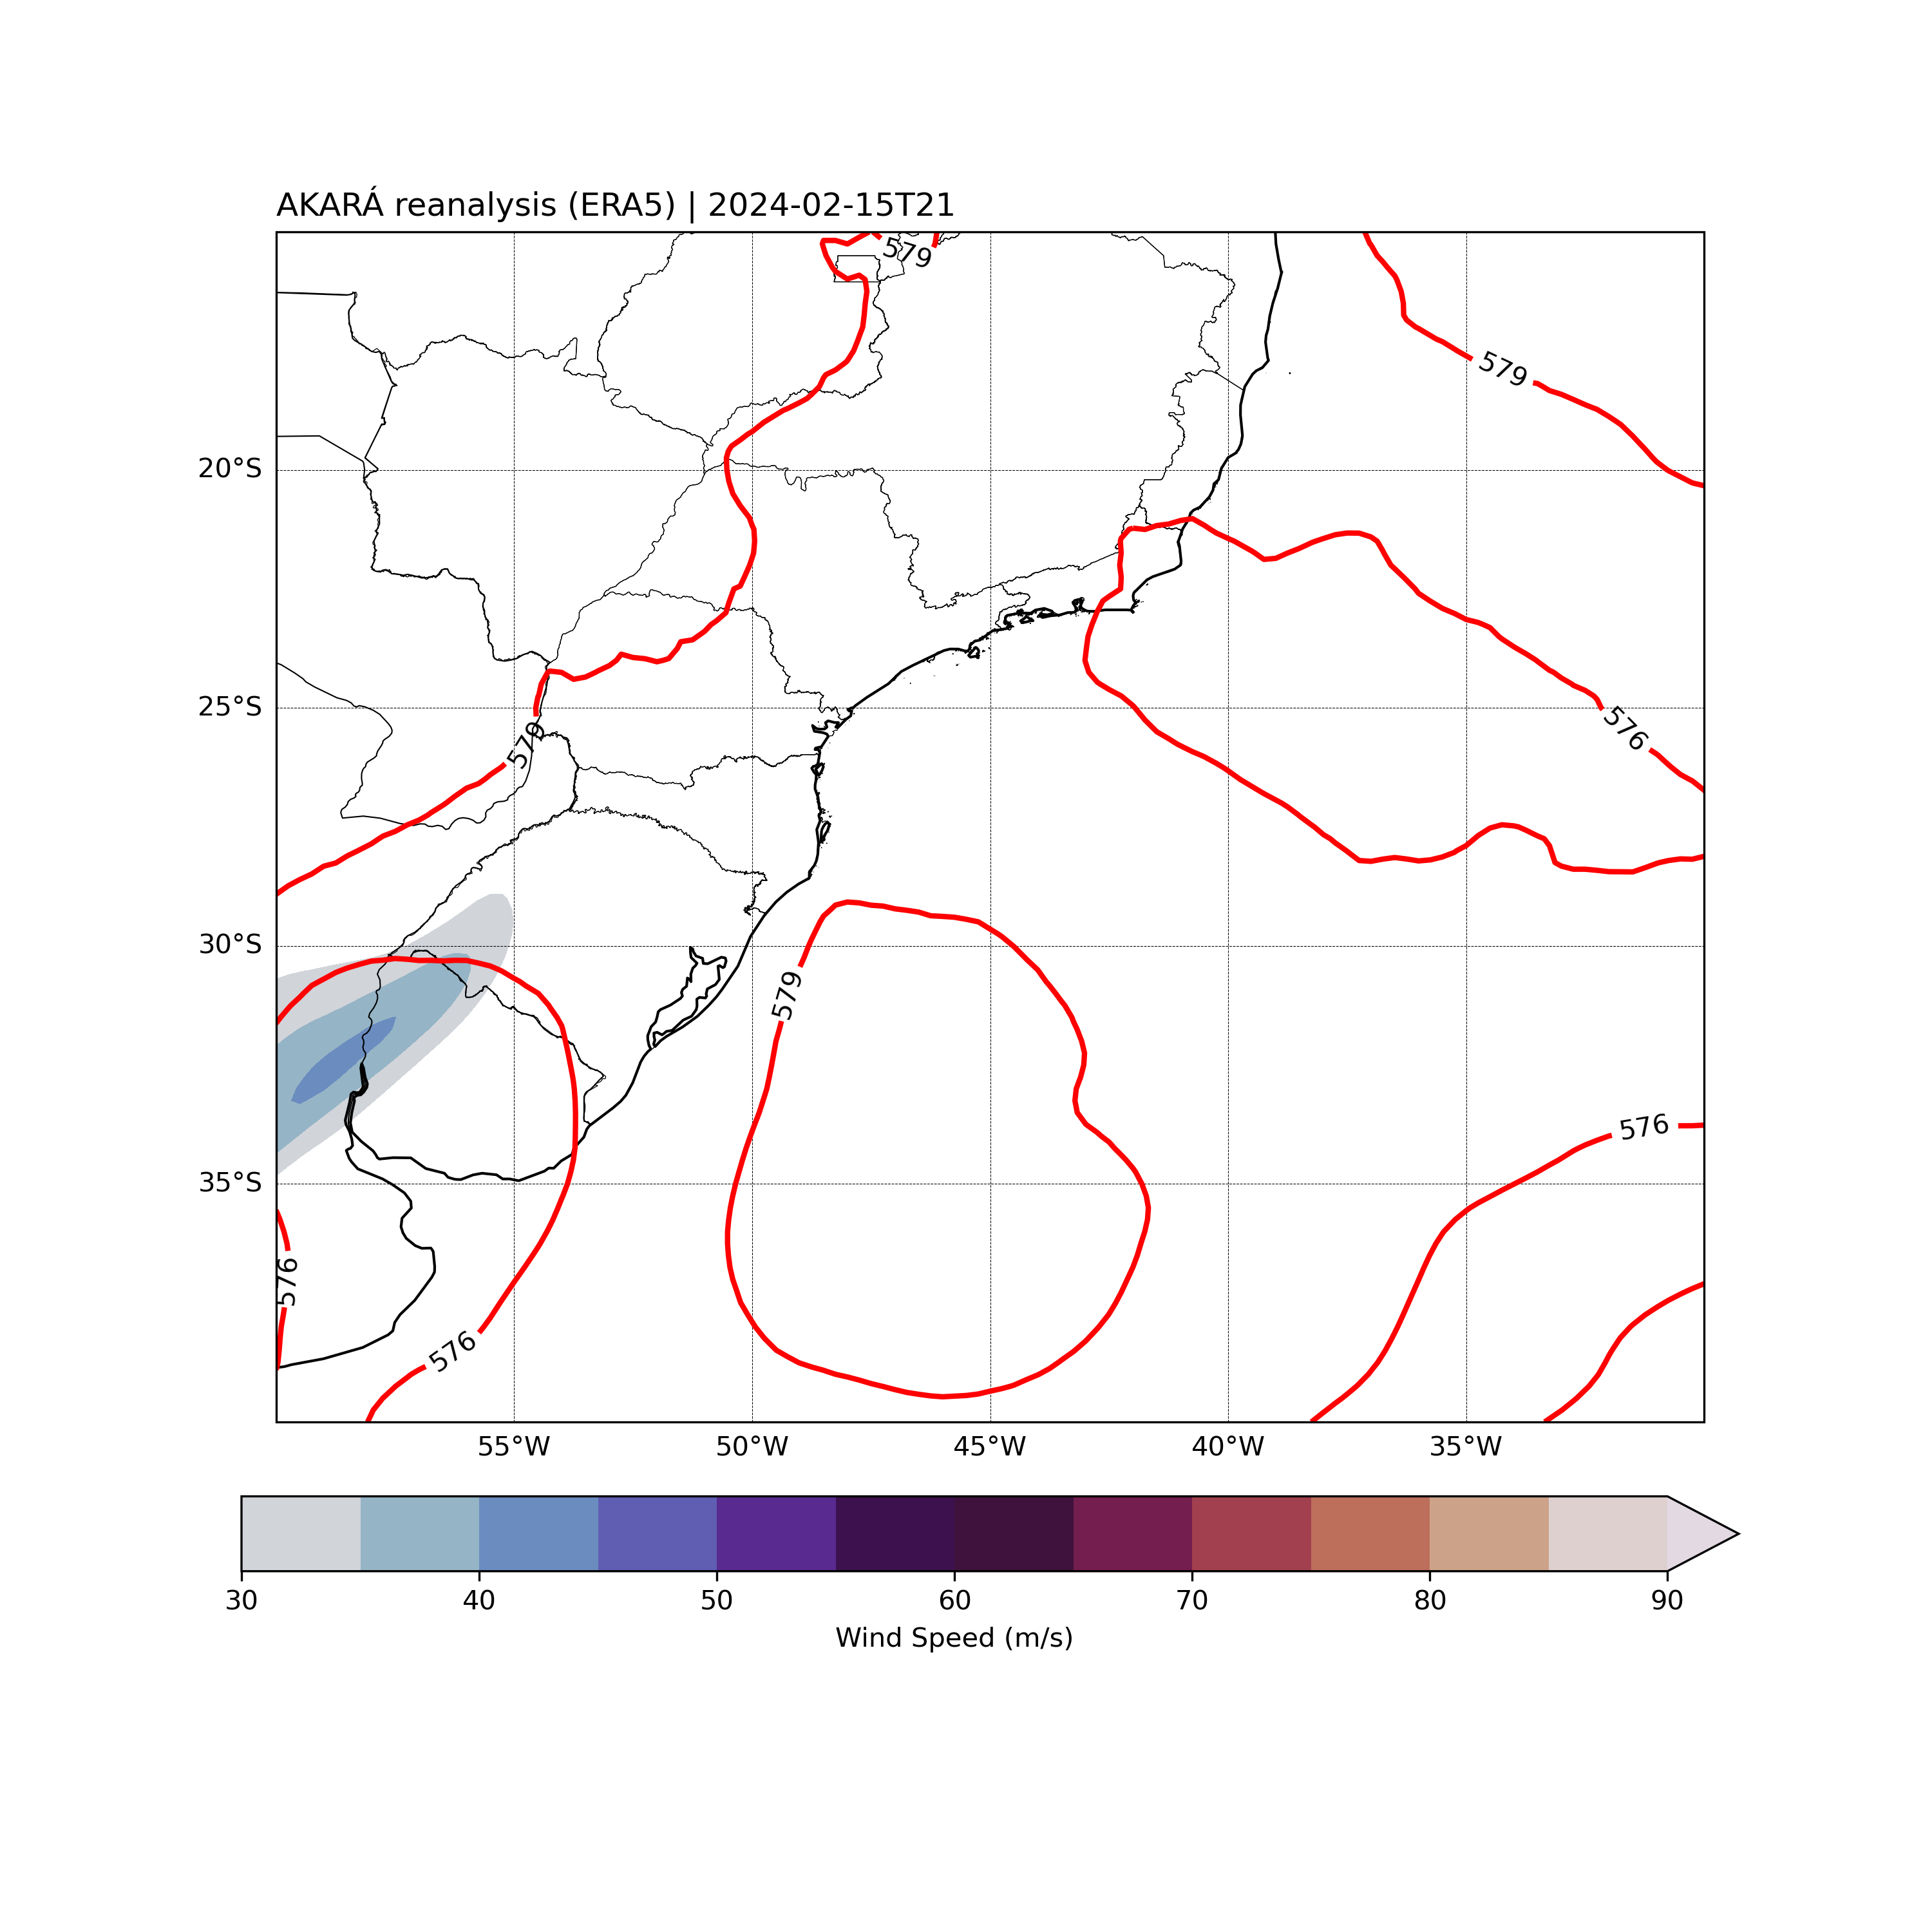 AKARÁ reanalysis (ERA5) | 2024-02-15T21
579
579
20°S
25°S
576
579
30°S
579
576
35°S
576
576
55°W 50°W 45°W 40°W 35°W
30 40 50 60 70 80 90
Wind Speed (m/s)